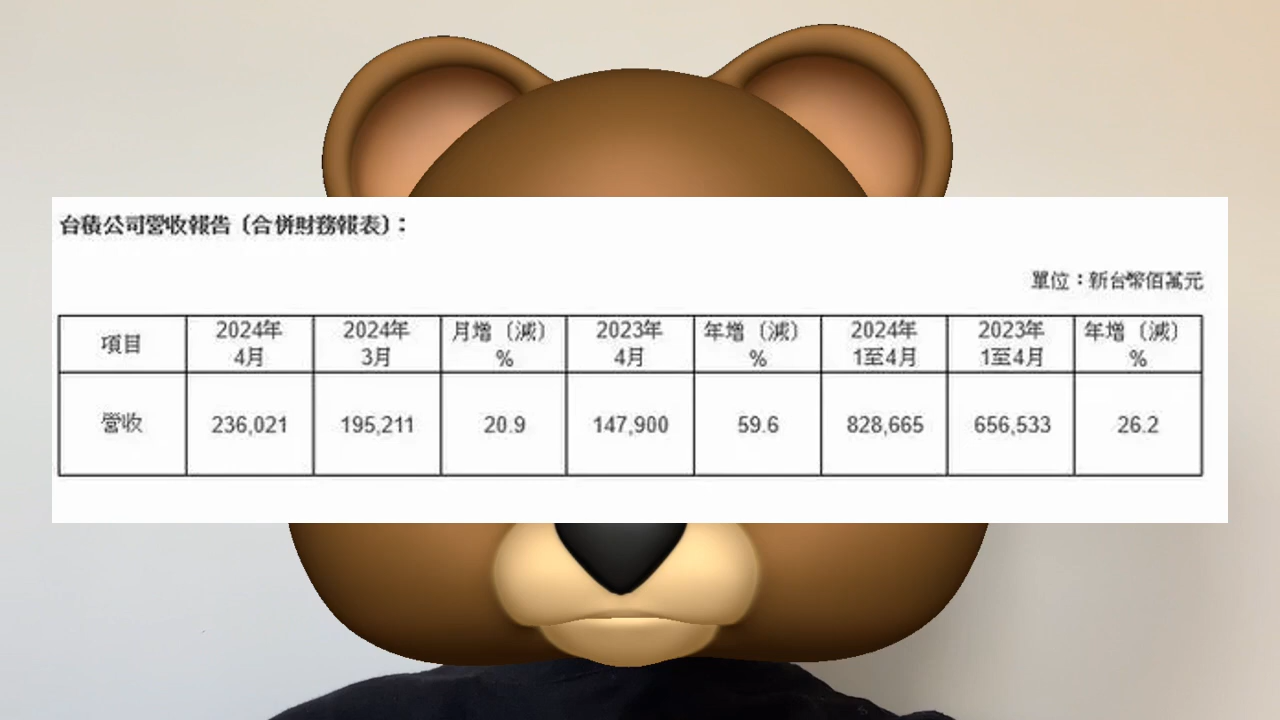 台積公司營收報告（合併財務報表）：
單位：新台幣佰萬元
項目 2024年4月 2024年3月 月增（減）% 2023年4月 年增（減）% 2024年1至4月 2023年1至4月 年增（減）%
營收 236,021 195,211 20.9 147,900 59.6 828,665 656,533 26.2